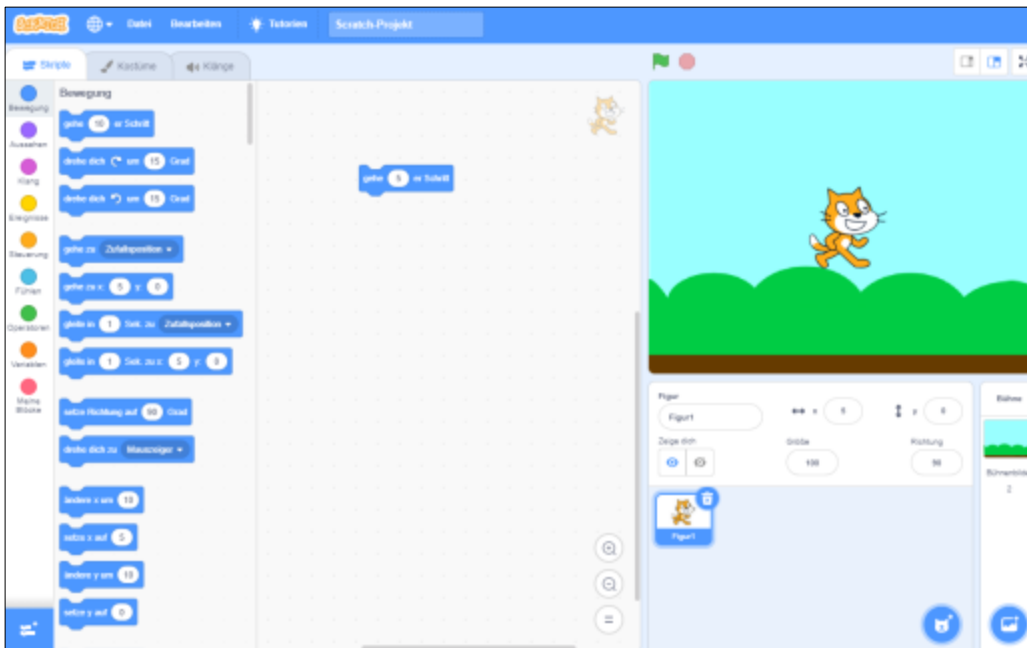 SCRATCH Datei Bearbeiten Tutorien Scratch-Projekt
Skripte Kostüme Klänge
Bewegung
Aussehen
Klang
Ereignisse
Steuerung
Fühlen
Operatoren
Variablen
Meine Blöcke
Bewegung
gehe 10 er Schritt
drehe dich um 15 Grad
drehe dich um 15 Grad
gehe zu Zufallsposition
gehe zu x: 5 y: 0
gleite in 1 Sek. zu Zufallsposition
gleite in 1 Sek. zu x: 5 y: 0
setze Richtung auf 90 Grad
drehe dich zu Mauszeiger
ändere x um 10
setze x auf 5
ändere y um 10
setze y auf 0
gehe 5 er Schritt
Figur
Figur1 x 5 y 0
Zeige dich Größe Richtung
100 90
Figur1
Bühne
Bühnenbilder
2